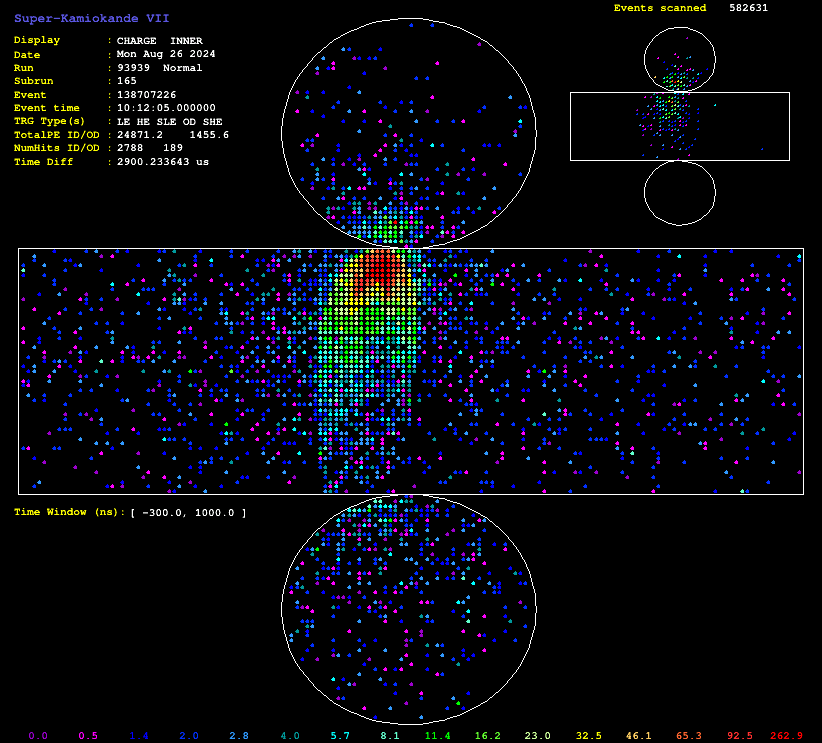 Events scanned 582631
Super-Kamiokande VII
Display : CHARGE INNER
Date : Mon Aug 26 2024
Run : 93939 Normal
Subrun : 165
Event : 138707226
Event time : 10:12:05.000000
TRG Type(s) : LE HE SLE OD SHE
TotalPE ID/OD : 24871.2 1455.6
NumHits ID/OD : 2788 189
Time Diff : 2900.233643 us
Time Window (ns): [ -300.0, 1000.0 ]
0.0 0.5 1.4 2.0 2.8 4.0 5.7 8.1 11.4 16.2 23.0 32.5 46.1 65.3 92.5 262.9